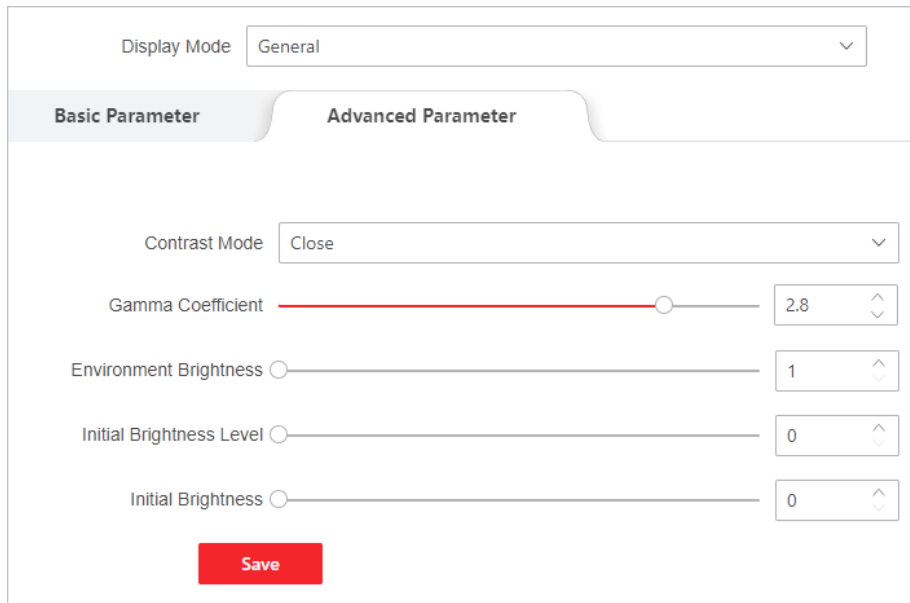 Display Mode General
Basic Parameter Advanced Parameter
Contrast Mode Close
Gamma Coefficient 2.8
Environment Brightness 1
Initial Brightness Level 0
Initial Brightness 0
Save